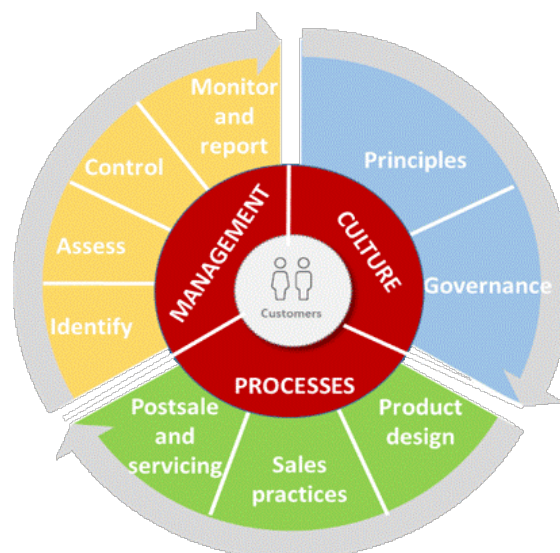 Monitor
and
report
Control
Assess
Identify
Principles
Governance
MANAGEMENT
CULTURE
PROCESSES
Customers
Product
design
Sales
practices
Postsale
and
servicing